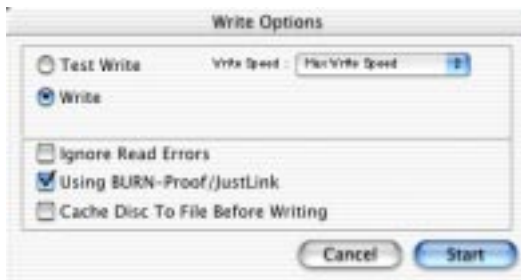 Write Options
Test Write Write Speed : Max Write Speed
Write
Ignore Read Errors
Using BURN-Proof/JustLink
Cache Disc To File Before Writing
Cancel Start